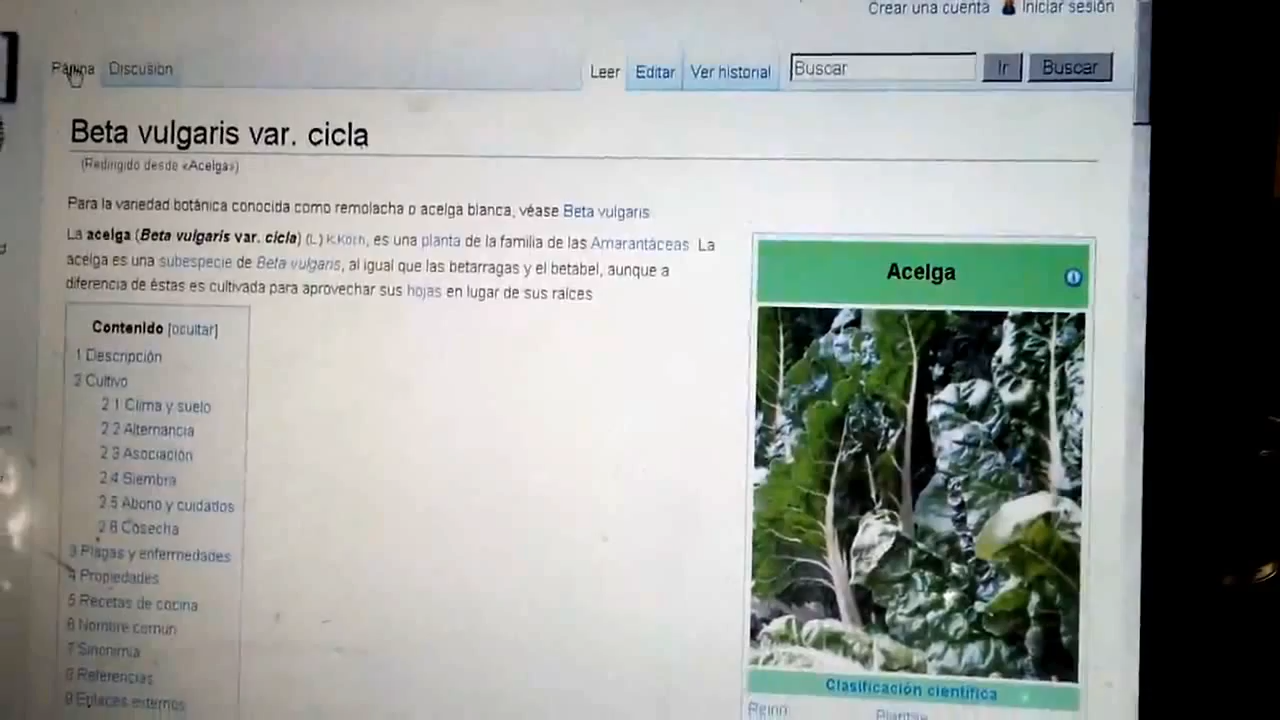 Crear una cuenta Iniciar sesión
Página Discusión Leer Editar Ver historial Buscar Ir Buscar
Beta vulgaris var. cicla
(Redirigido desde «Acelga»)
Para la variedad botánica conocida como remolacha o acelga blanca, véase Beta vulgaris
La acelga (Beta vulgaris var. cicla) (L.) K.Koch, es una planta de la familia de las Amarantáceas La
acelga es una subespecie de Beta vulgaris, al igual que las betarragas y el betabel, aunque a
diferencia de éstas es cultivada para aprovechar sus hojas en lugar de sus raíces
Contenido [ocultar]
1 Descripción
2 Cultivo
2.1 Clima y suelo
2.2 Alternancia
2.3 Asociación
2.4 Siembra
2.5 Abono y cuidados
2.6 Cosecha
3 Plagas y enfermedades
4 Propiedades
5 Recetas de cocina
6 Nombre común
7 Sinonimia
8 Referencias
9 Enlaces externos
Acelga
Clasificación científica
Reino Plantae